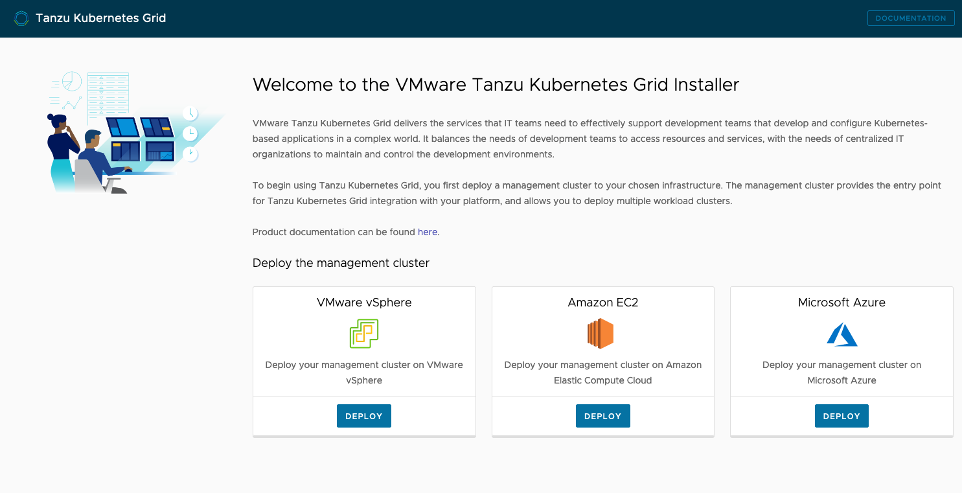 Tanzu Kubernetes Grid
DOCUMENTATION
Welcome to the VMware Tanzu Kubernetes Grid Installer
VMware Tanzu Kubernetes Grid delivers the services that IT teams need to effectively support development teams that develop and configure Kubernetes-
based applications in a complex world. It balances the needs of development teams to access resources and services, with the needs of centralized IT
organizations to maintain and control the development environments.
To begin using Tanzu Kubernetes Grid, you first deploy a management cluster to your chosen infrastructure. The management cluster provides the entry point
for Tanzu Kubernetes Grid integration with your platform, and allows you to deploy multiple workload clusters.
Product documentation can be found here.
Deploy the management cluster
VMware vSphere
Deploy your management cluster on VMware
vSphere
DEPLOY
Amazon EC2
Deploy your management cluster on Amazon
Elastic Compute Cloud
DEPLOY
Microsoft Azure
Deploy your management cluster on
Microsoft Azure
DEPLOY